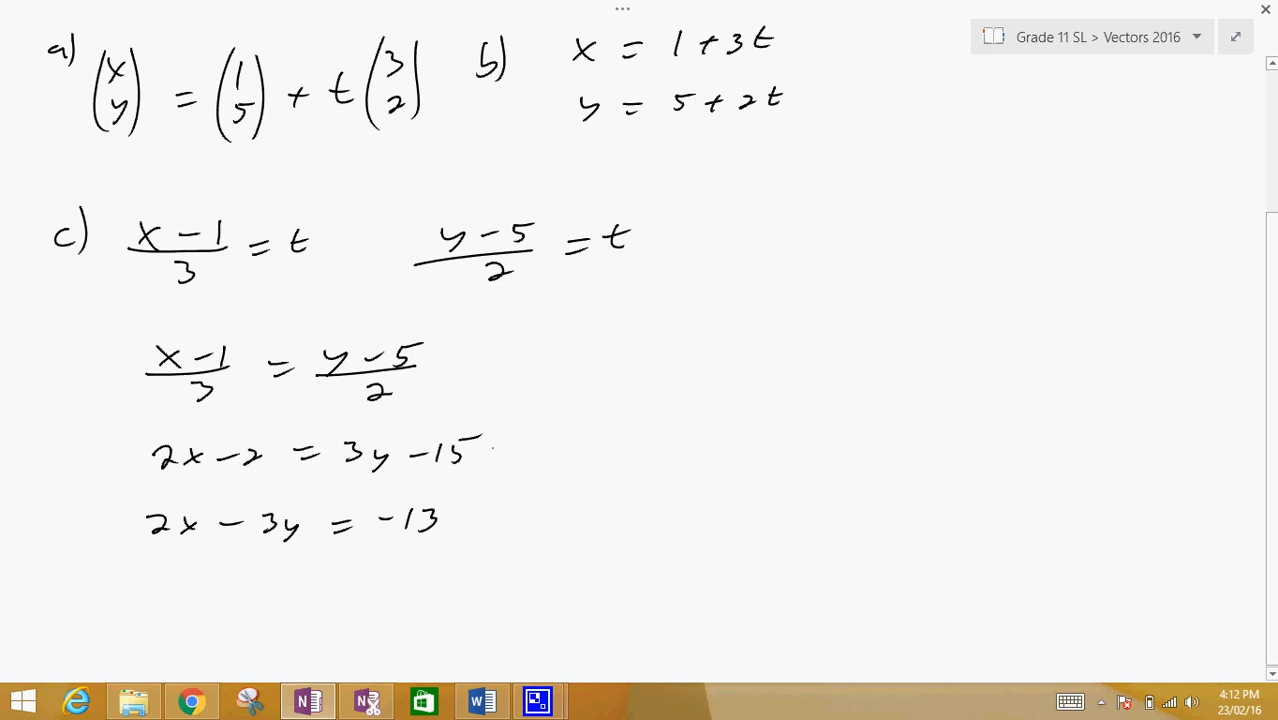 ...
Grade 11 SL > Vectors 2016
a) (x y) = (1 5) + t (3 2)
b) x = 1 + 3t
y = 5 + 2t
c) x - 1 / 3 = t    y - 5 / 2 = t
x - 1 / 3 = y - 5 / 2
2x - 2 = 3y - 15
2x - 3y = -13
4:12 PM
23/02/16